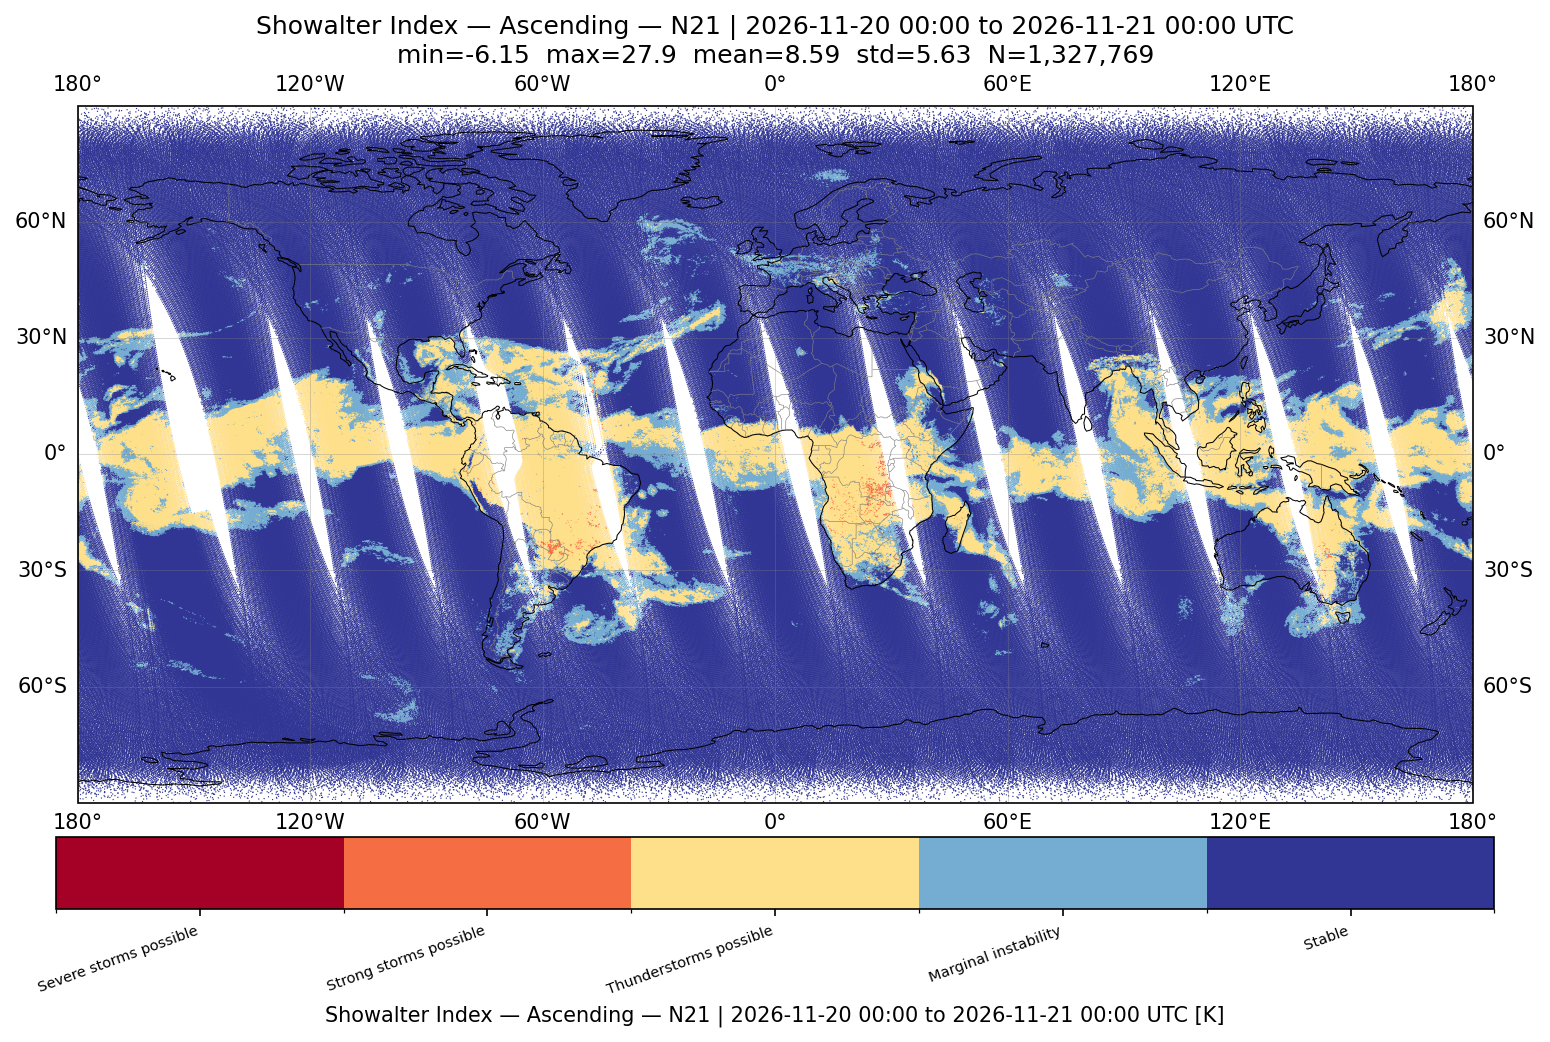 Showalter Index — Ascending — N21 | 2026-11-20 00:00 to 2026-11-21 00:00 UTC
min=-6.15 max=27.9 mean=8.59 std=5.63 N=1,327,769
180° 120°W 60°W 0° 60°E 120°E 180°
60°N 60°N
30°N 30°N
0° 0°
30°S 30°S
60°S 60°S
180° 120°W 60°W 0° 60°E 120°E 180°
Severe storms possible Strong storms possible Thunderstorms possible Marginal instability Stable
Showalter Index — Ascending — N21 | 2026-11-20 00:00 to 2026-11-21 00:00 UTC [K]